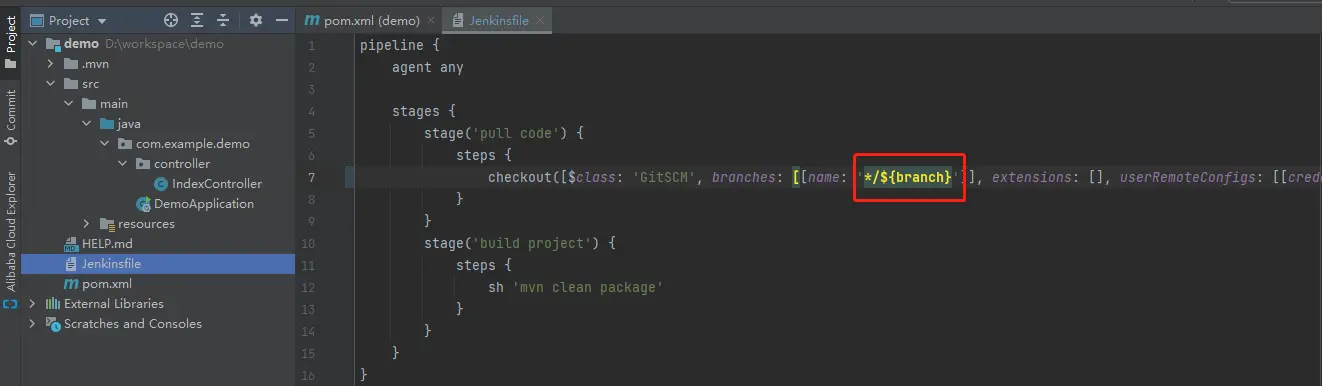 Project
Commit
Alibaba Cloud Explorer
Project
demo D:\workspace\demo
.mvn
src
main
java
com.example.demo
controller
IndexController
DemoApplication
resources
HELP.md
Jenkinsfile
pom.xml
External Libraries
Scratches and Consoles
pom.xml (demo)
Jenkinsfile
1 pipeline {
2 agent any
3
4 stages {
5 stage('pull code') {
6 steps {
7 checkout([$class: 'GitSCM', branches: [[name: '*/${branch}']], extensions: [], userRemoteConfigs: [[crede
8 }
9 }
10 stage('build project') {
11 steps {
12 sh 'mvn clean package'
13 }
14 }
15 }
16 }